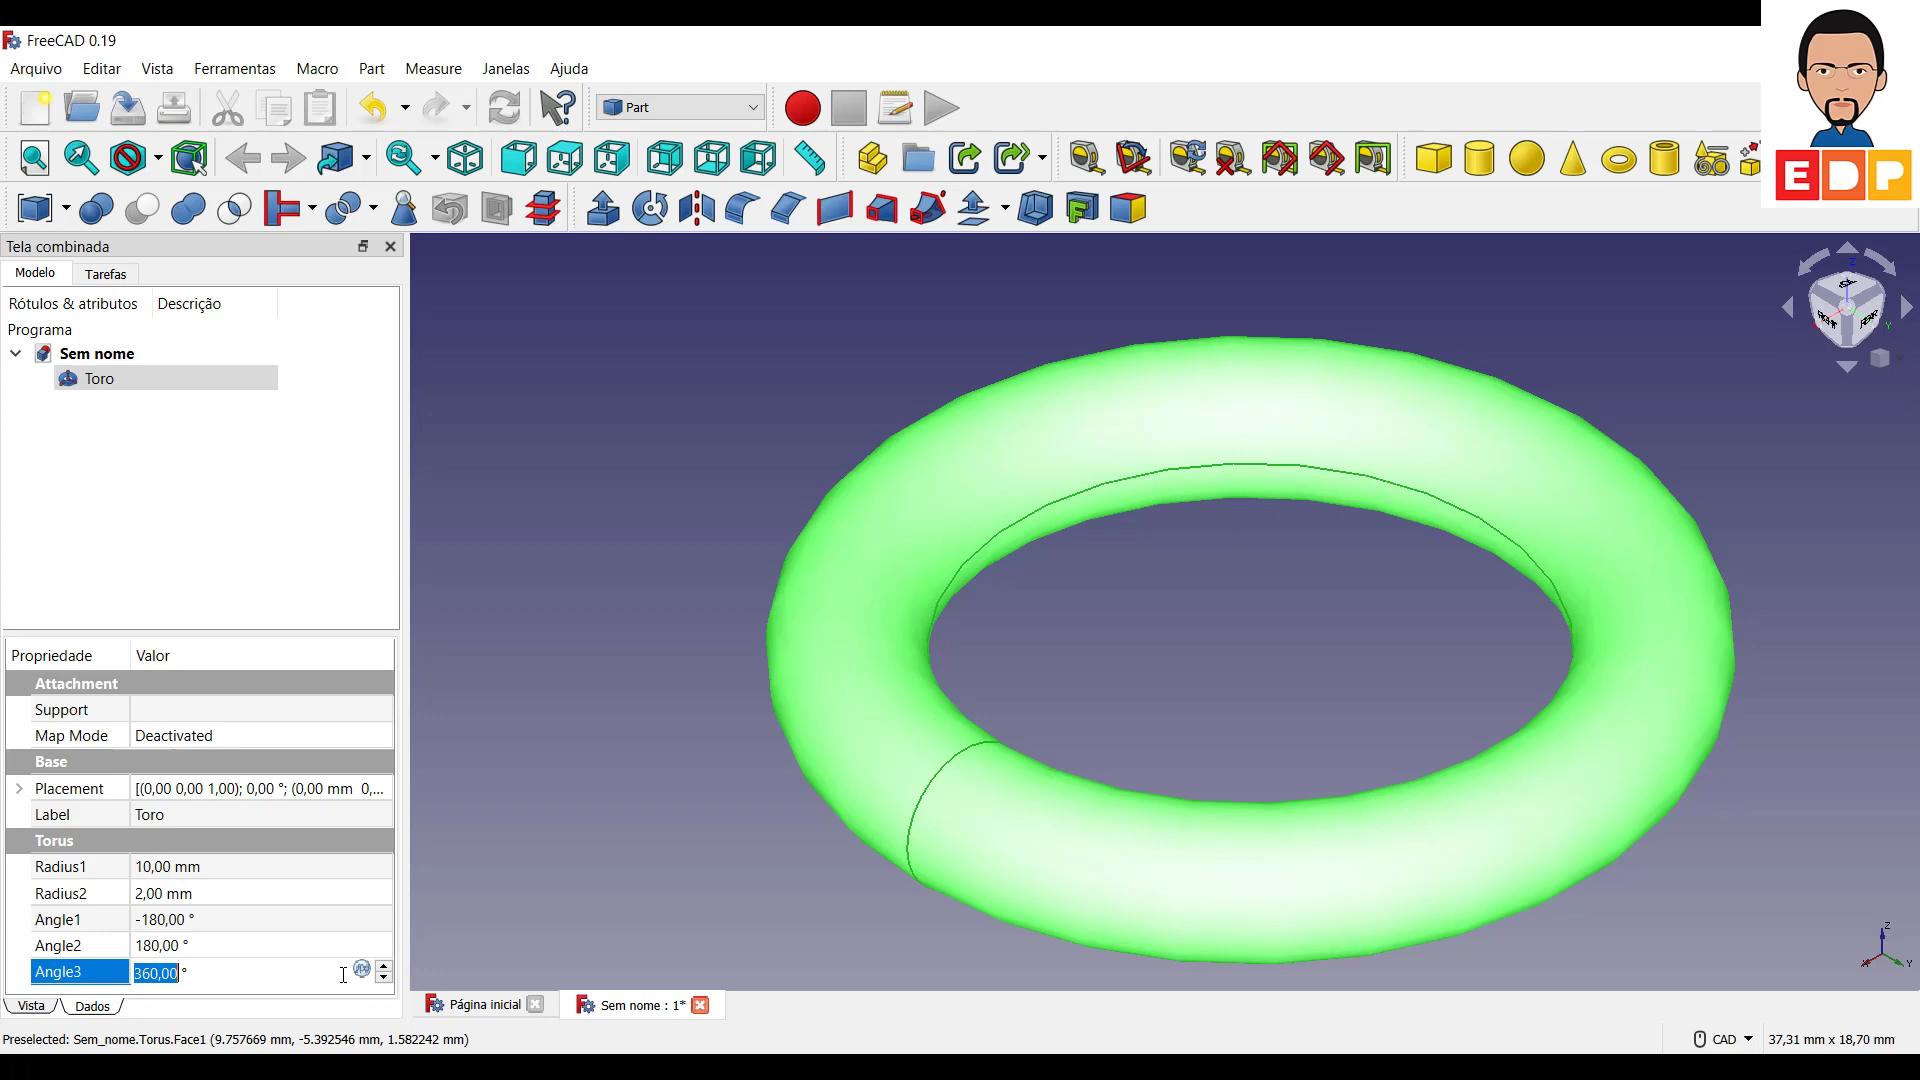 FreeCAD 0.19
Arquivo Editar Vista Ferramentas Macro Part Measure Janelas Ajuda
Part
EDP
Tela combinada
Modelo Tarefas
Rótulos & atributos Descrição
Programa
Sem nome
Toro
Propriedade Valor
Attachment
Support
Map Mode Deactivated
Base
Placement [(0,00 0,00 1,00); 0,00 °; (0,00 mm 0,...
Label Toro
Torus
Radius1 10,00 mm
Radius2 2,00 mm
Angle1 -180,00 °
Angle2 180,00 °
Angle3 360,00 °
Vista Dados
Página inicial Sem nome : 1*
Z
Y
X
Preselected: Sem_nome.Torus.Face1 (9.757669 mm, -5.392546 mm, 1.582242 mm)
CAD 37,31 mm x 18,70 mm